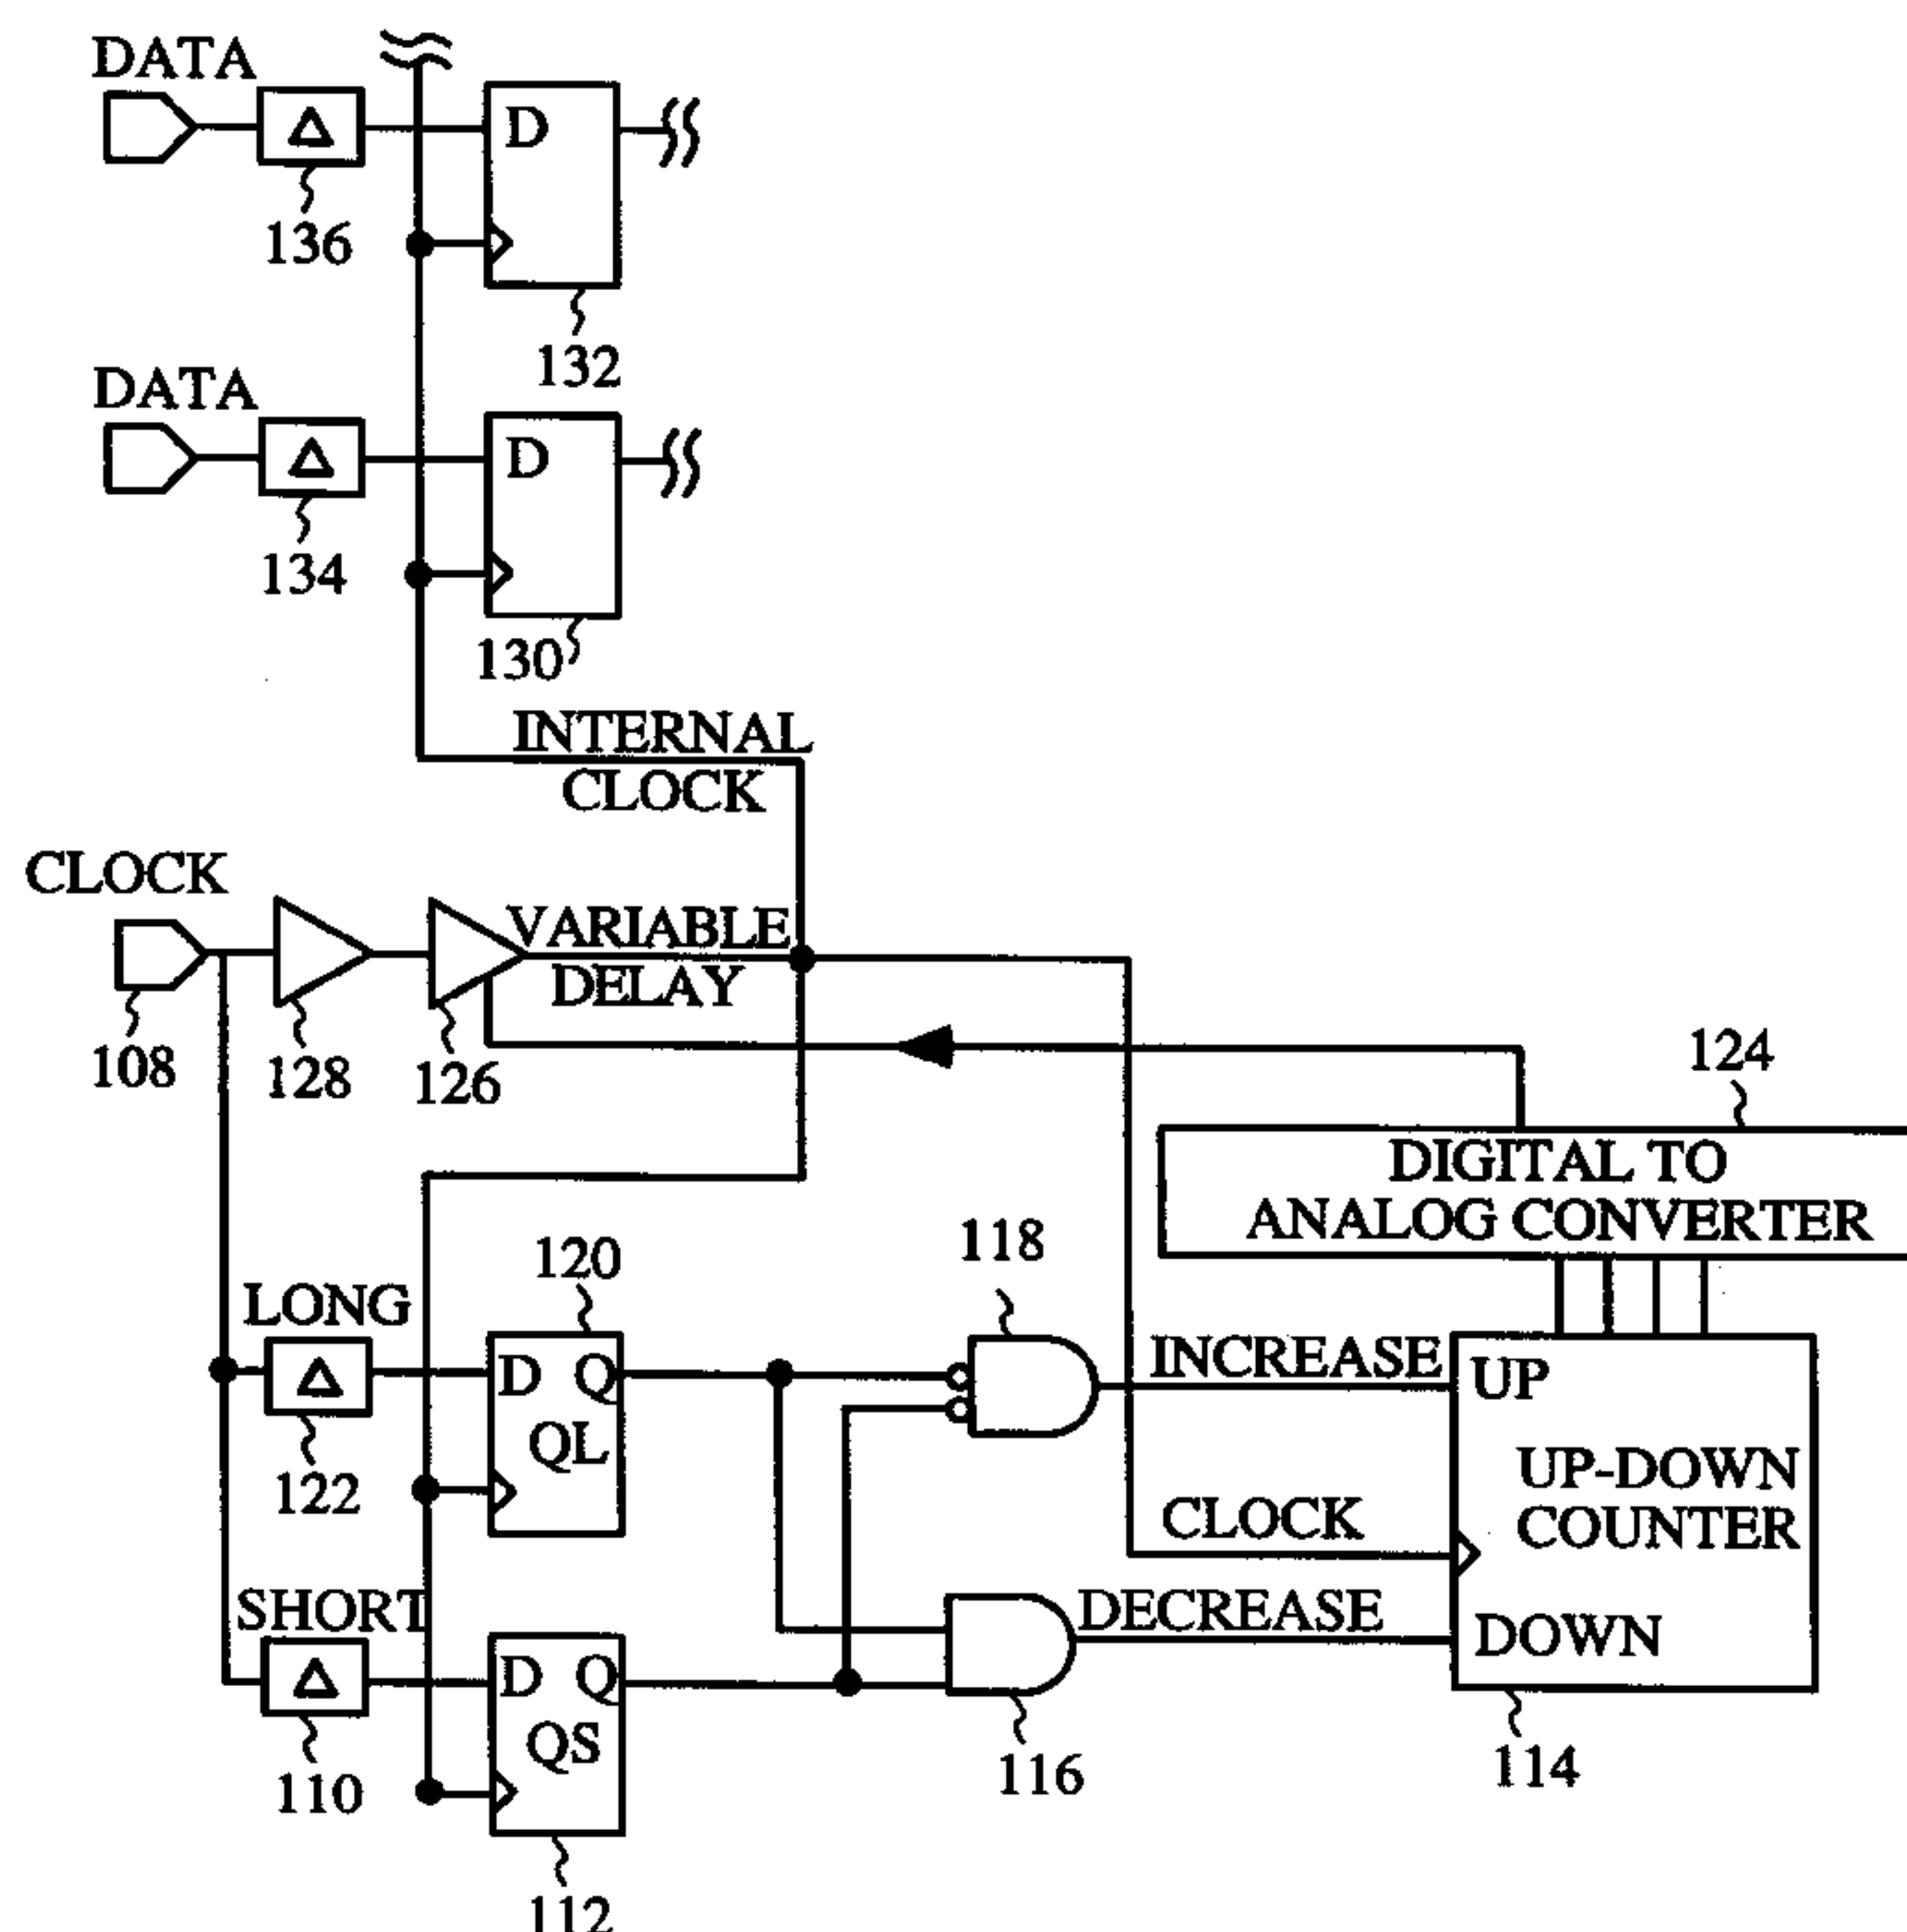 DATA
D
136
132
DATA
D
134
130
INTERNAL
CLOCK
CLOCK
VARIABLE
DELAY
108
128
126
124
DIGITAL TO
ANALOG CONVERTER
120
118
LONG
D Q
QL
122
INCREASE
UP
UP-DOWN
COUNTER
CLOCK
SHORT
D Q
QS
110
112
116
DECREASE
DOWN
114